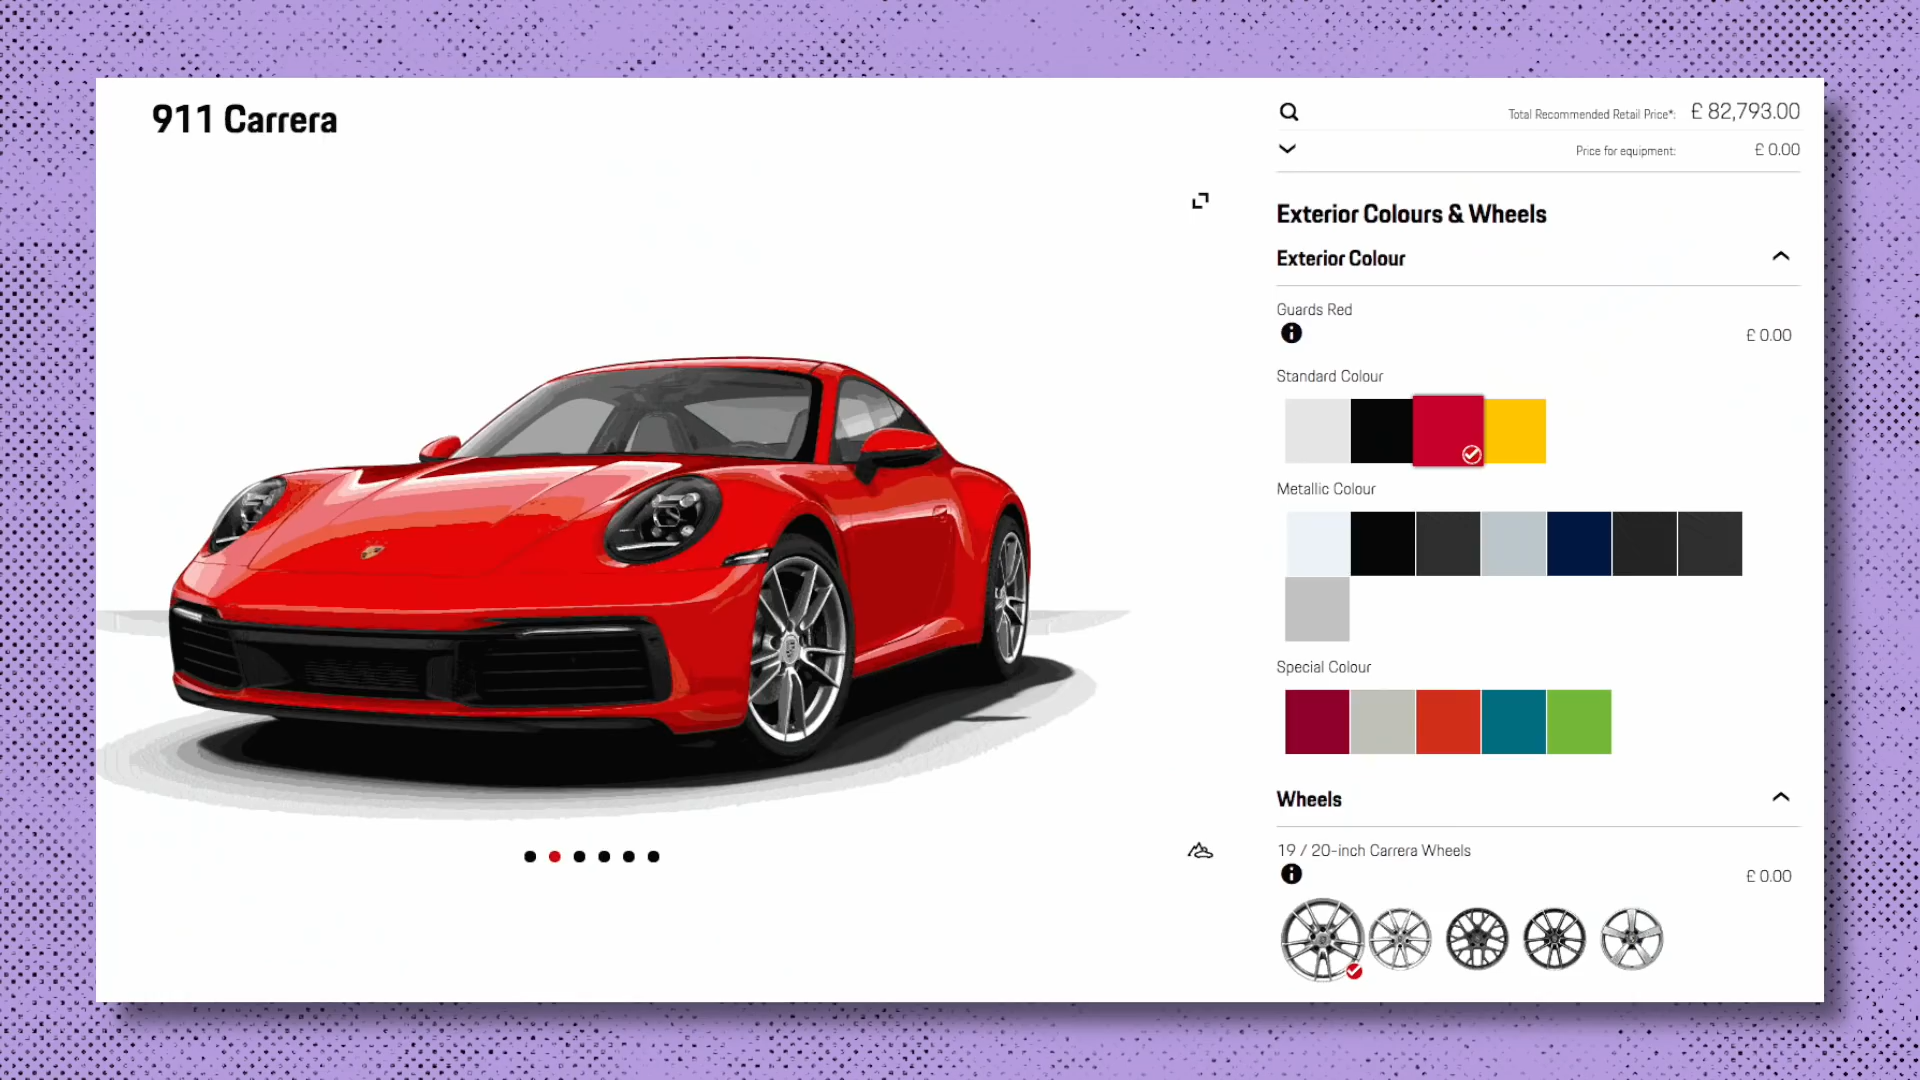 911 Carrera
Total Recommended Retail Price*: £ 82,793.00
Price for equipment: £ 0.00
Exterior Colours & Wheels
Exterior Colour
Guards Red
£ 0.00
Standard Colour
Metallic Colour
Special Colour
Wheels
19 / 20-inch Carrera Wheels
£ 0.00